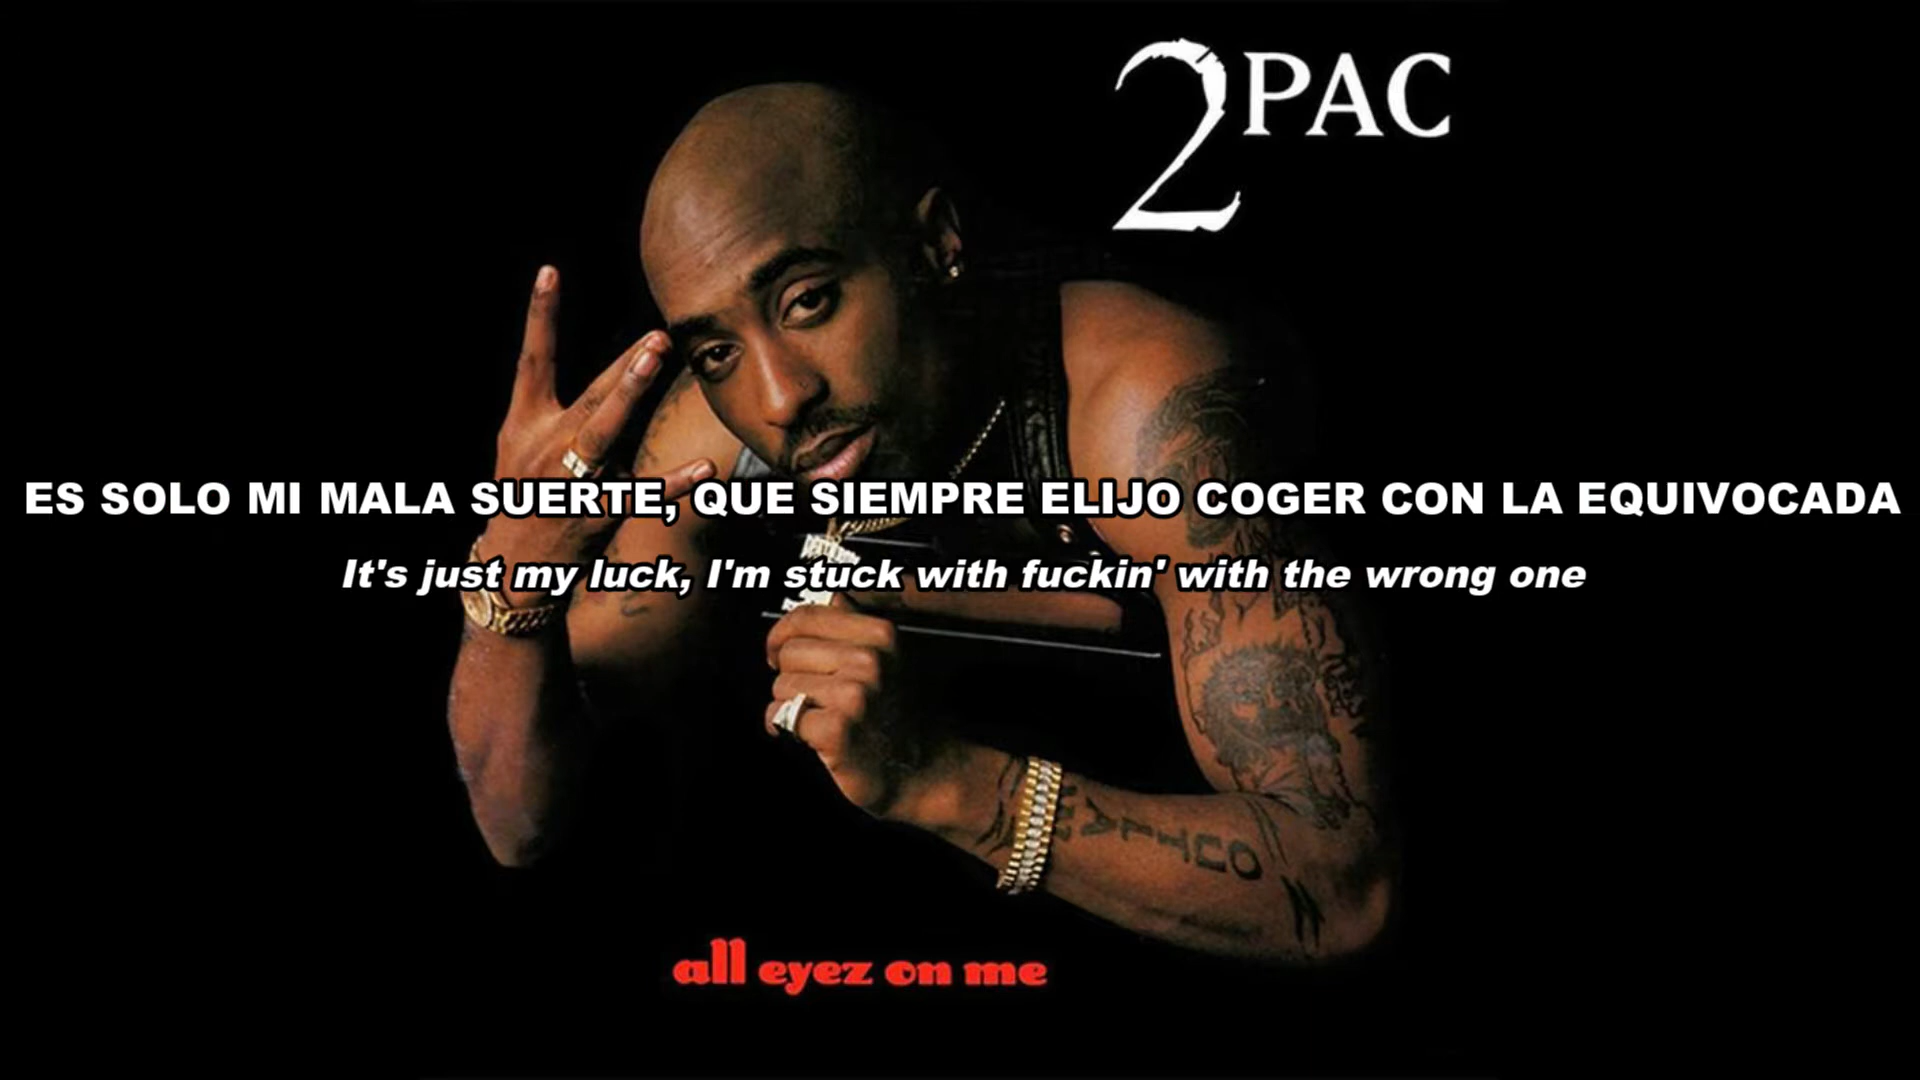 2PAC
ES SOLO MI MALA SUERTE, QUE SIEMPRE ELIJO COGER CON LA EQUIVOCADA
It's just my luck, I'm stuck with fuckin' with the wrong one
OUTLAW
all eyez on me